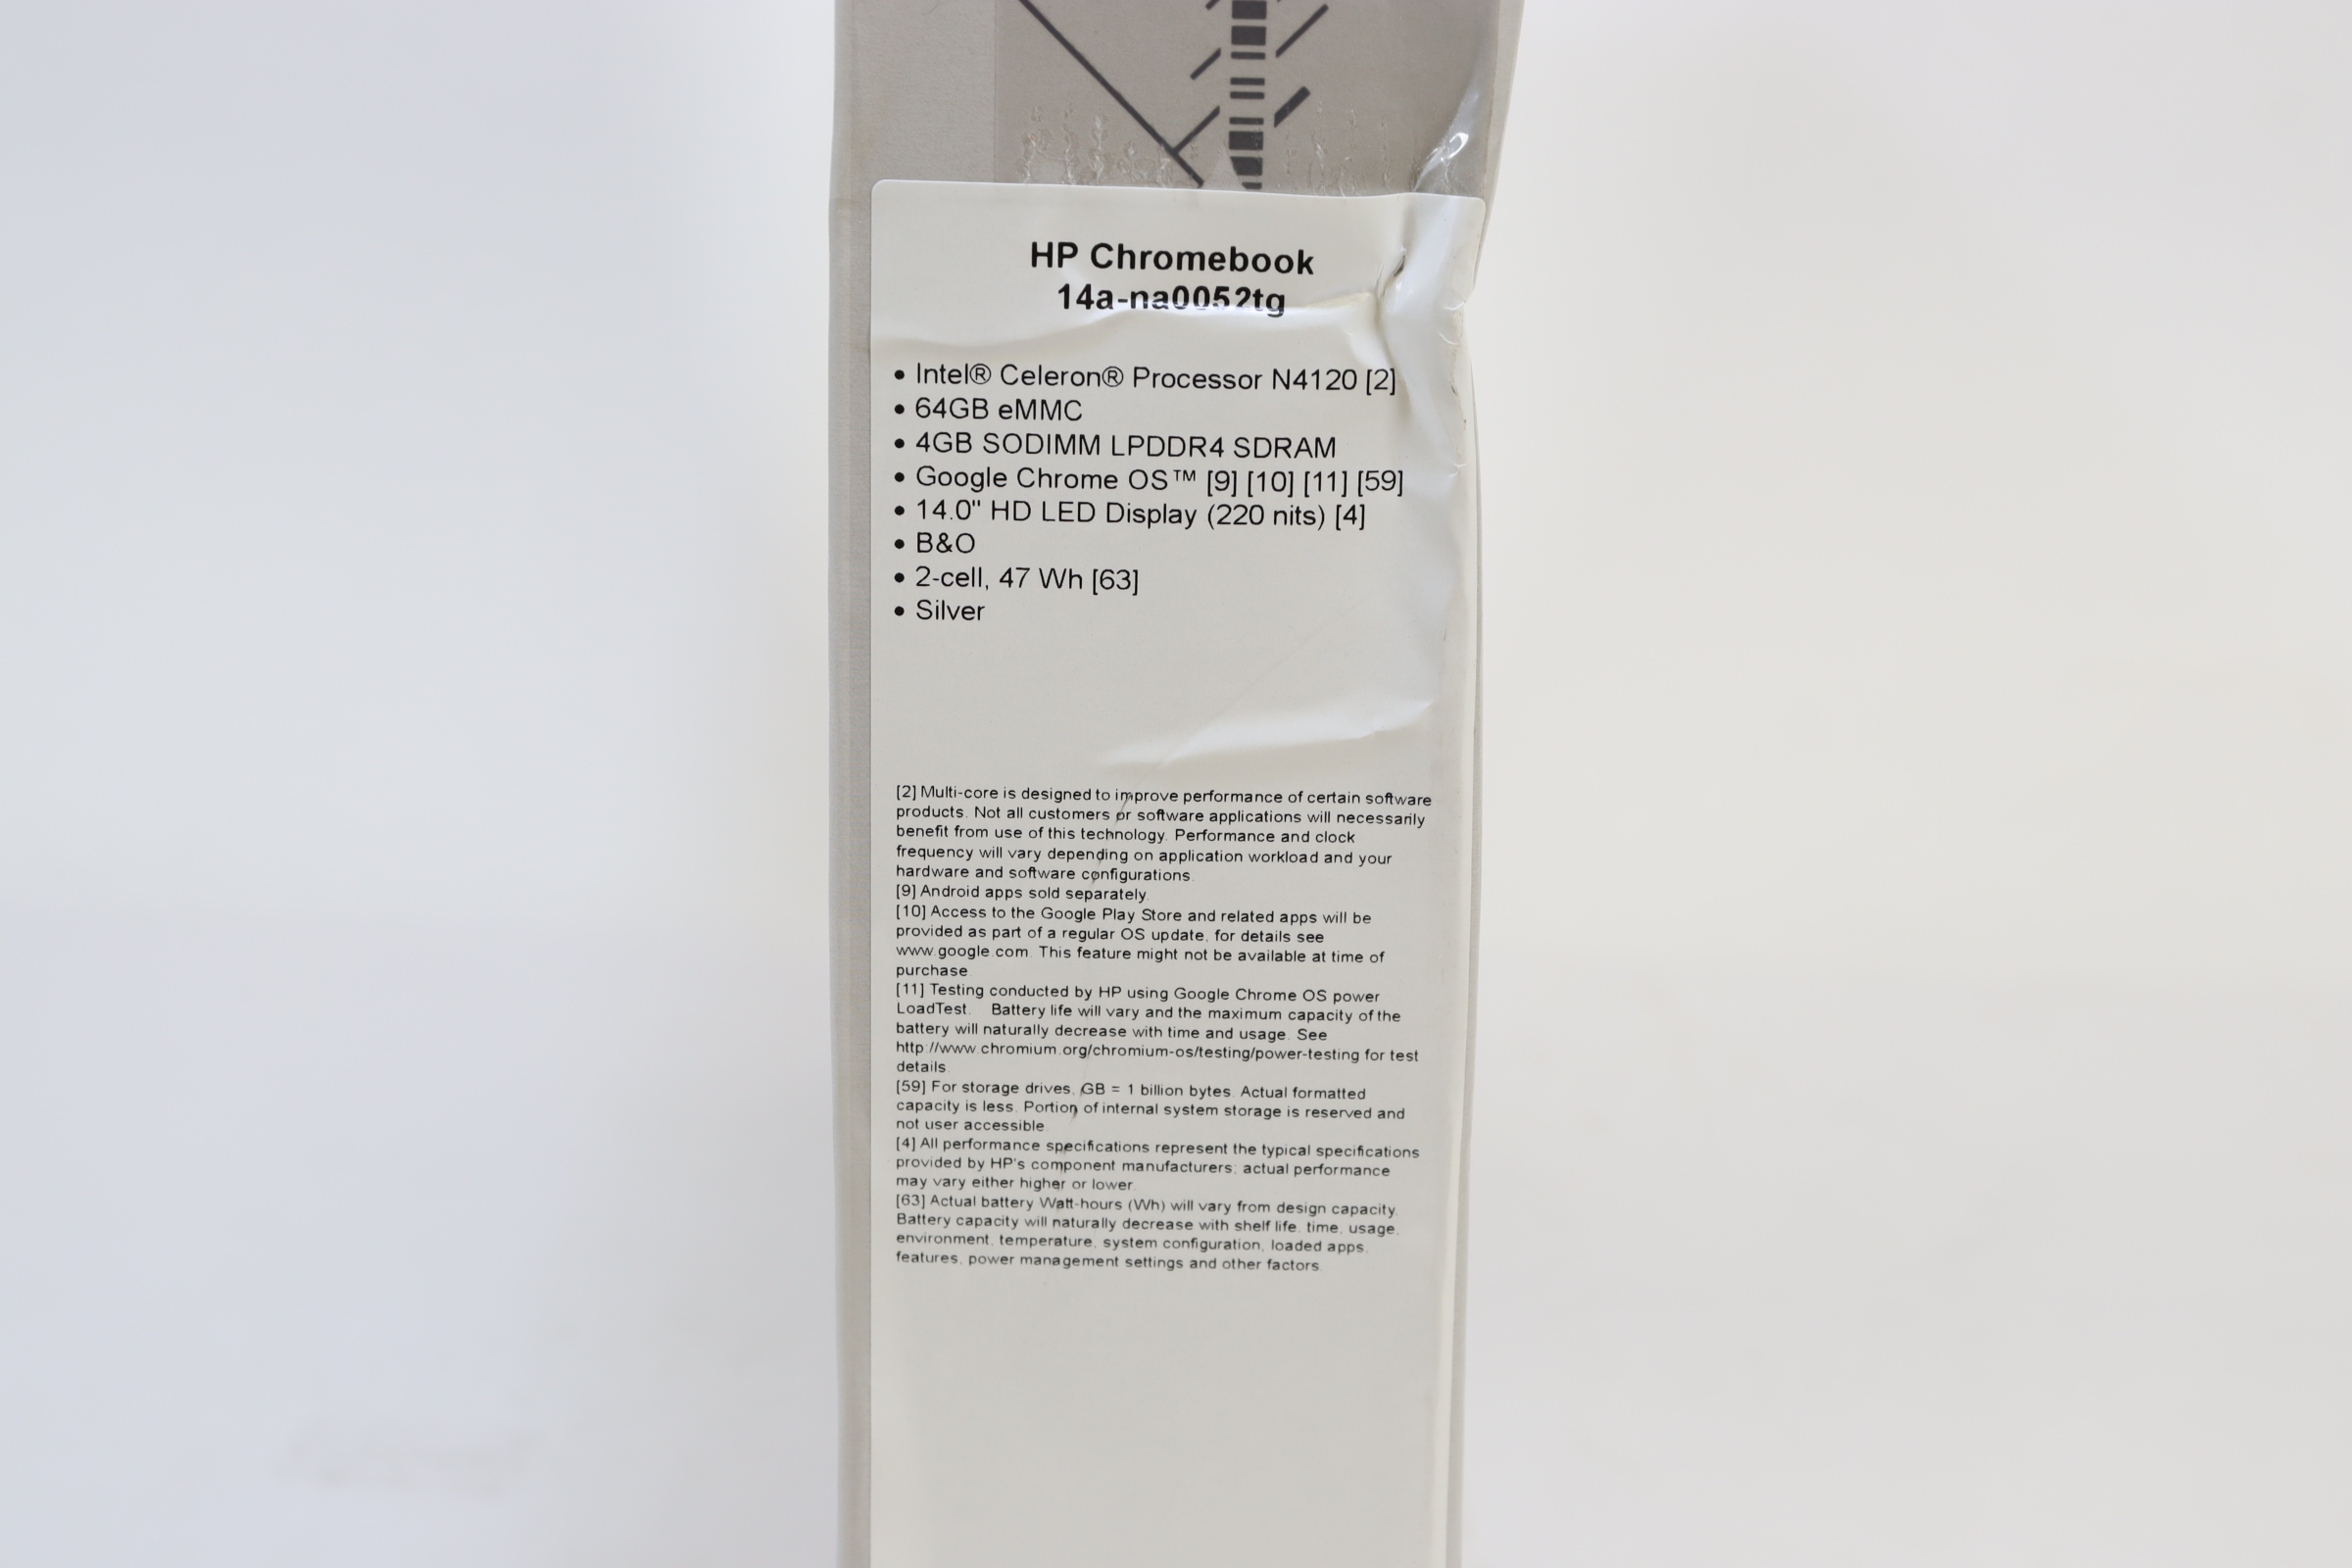 HP Chromebook
14a-na0052tg
• Intel® Celeron® Processor N4120 [2]
• 64GB eMMC
• 4GB SODIMM LPDDR4 SDRAM
• Google Chrome OS™ [9] [10] [11] [59]
• 14.0" HD LED Display (220 nits) [4]
• B&O
• 2-cell, 47 Wh [63]
• Silver
[2] Multi-core is designed to improve performance of certain software
products. Not all customers or software applications will necessarily
benefit from use of this technology. Performance and clock
frequency will vary depending on application workload and your
hardware and software configurations.
[9] Android apps sold separately.
[10] Access to the Google Play Store and related apps will be
provided as part of a regular OS update, for details see
www.google.com. This feature might not be available at time of
purchase.
[11] Testing conducted by HP using Google Chrome OS power
LoadTest. Battery life will vary and the maximum capacity of the
battery will naturally decrease with time and usage. See
http://www.chromium.org/chromium-os/testing/power-testing for test
details.
[59] For storage drives, GB = 1 billion bytes. Actual formatted
capacity is less. Portion of internal system storage is reserved and
not user accessible.
[4] All performance specifications represent the typical specifications
provided by HP's component manufacturers; actual performance
may vary either higher or lower.
[63] Actual battery Watt-hours (Wh) will vary from design capacity.
Battery capacity will naturally decrease with shelf life, time, usage,
environment, temperature, system configuration, loaded apps,
features, power management settings and other factors.